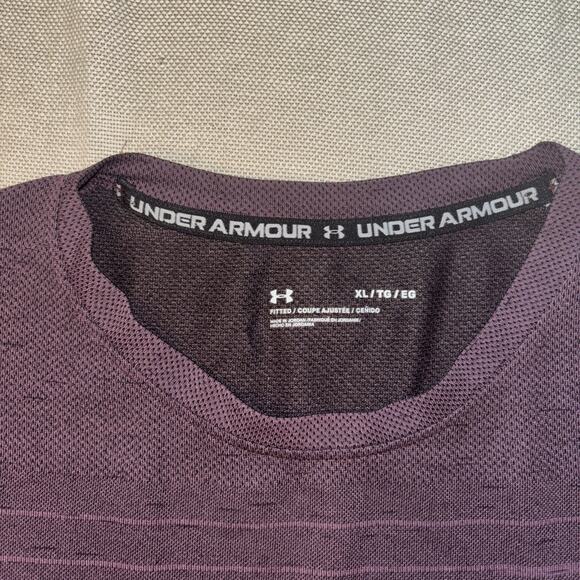 UNDER ARMOUR UNDER ARMOUR
XL / TG / EG
FITTED / COUPE AJUSTÉE / CEÑIDO
MADE IN JORDAN / FABRIQUÉ EN JORDANIE /
HECHO EN JORDANIA